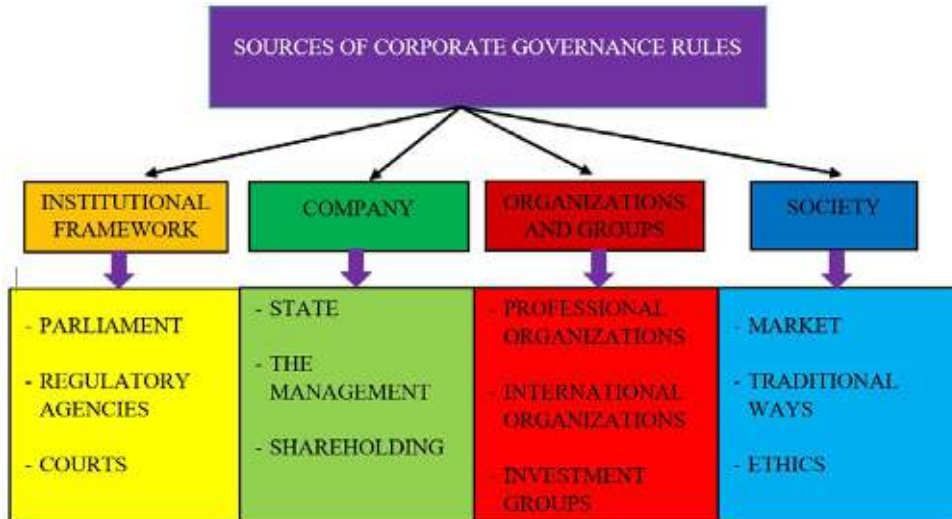 SOURCES OF CORPORATE GOVERNANCE RULES
INSTITUTIONAL
FRAMEWORK
COMPANY
ORGANIZATIONS
AND GROUPS
SOCIETY
- PARLIAMENT
- REGULATORY
AGENCIES
- COURTS
- STATE
- THE
MANAGEMENT
- SHAREHOLDING
- PROFESSIONAL
ORGANIZATIONS
- INTERNATIONAL
ORGANIZATIONS
- INVESTMENT
GROUPS
- MARKET
- TRADITIONAL
WAYS
- ETHICS